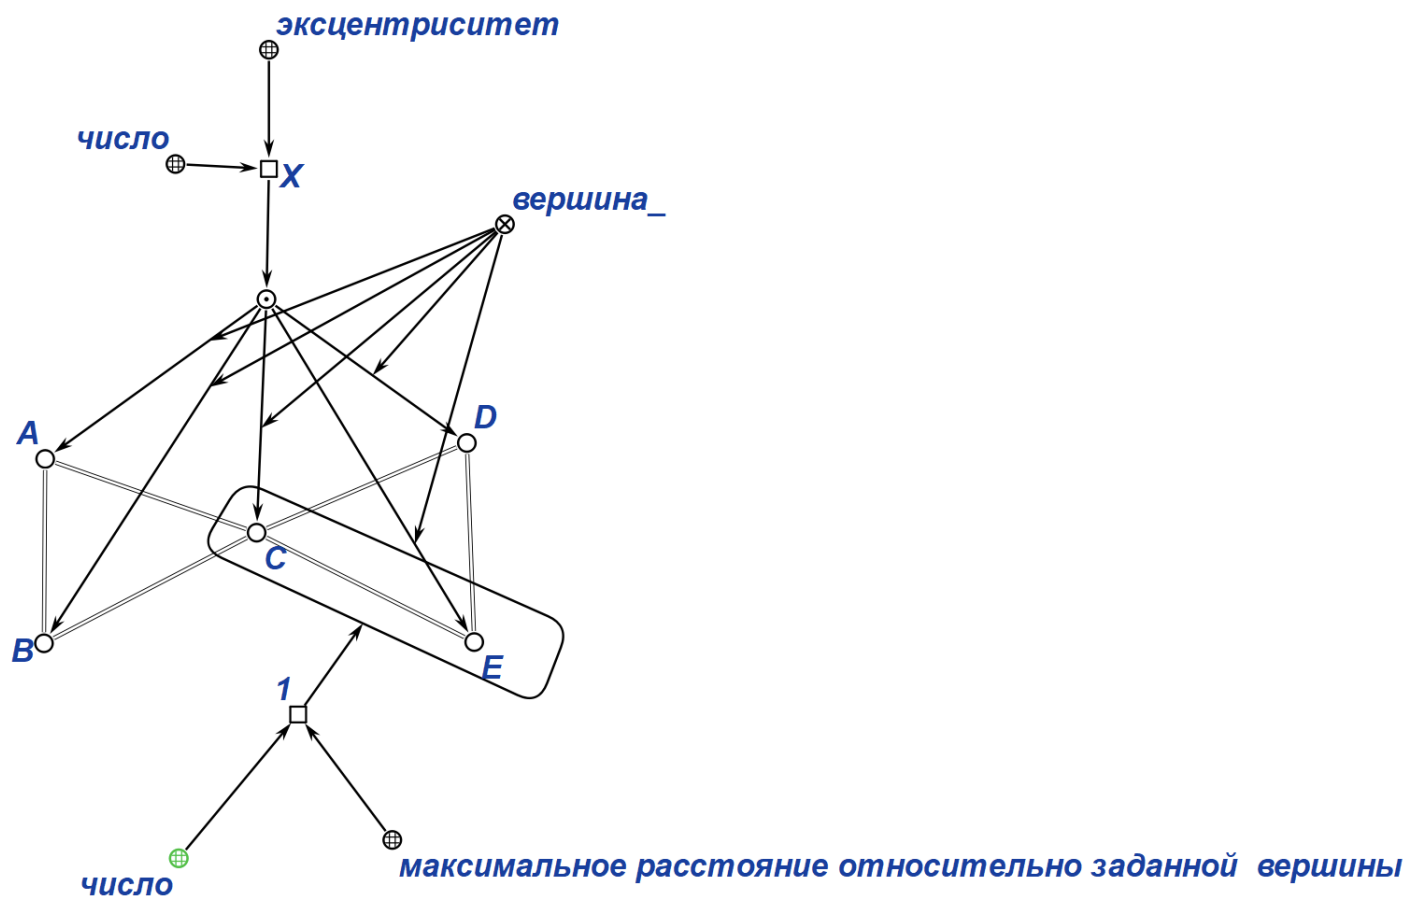 эксцентриситет
число
X
вершина_
A
D
C
B
E
1
максимальное расстояние относительно заданной вершины
число